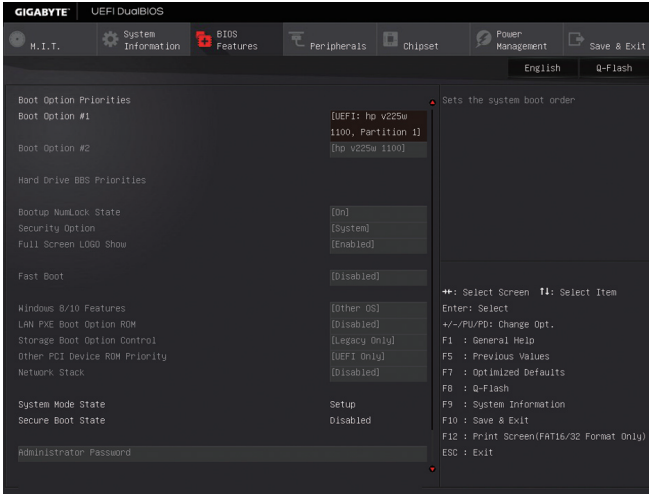 GIGABYTE™ UEFI DualBIOS
M.I.T.
System Information
BIOS Features
Peripherals
Chipset
Power Management
Save & Exit
English Q-Flash
Boot Option Priorities
Boot Option #1 [UEFI: hp v225w 1100, Partition 1]
Boot Option #2 [hp v225w 1100]
Hard Drive BBS Priorities
Bootup NumLock State [On]
Security Option [System]
Full Screen LOGO Show [Enabled]
Fast Boot [Disabled]
Windows 8/10 Features [Other OS]
LAN PXE Boot Option ROM [Disabled]
Storage Boot Option Control [Legacy Only]
Other PCI Device ROM Priority [UEFI Only]
Network Stack [Disabled]
System Mode State Setup
Secure Boot State Disabled
Administrator Password
Sets the system boot order
→←: Select Screen ↑↓: Select Item
Enter: Select
+/-/PU/PD: Change Opt.
F1 : General Help
F5 : Previous Values
F7 : Optimized Defaults
F8 : Q-Flash
F9 : System Information
F10 : Save & Exit
F12 : Print Screen(FAT16/32 Format Only)
ESC : Exit